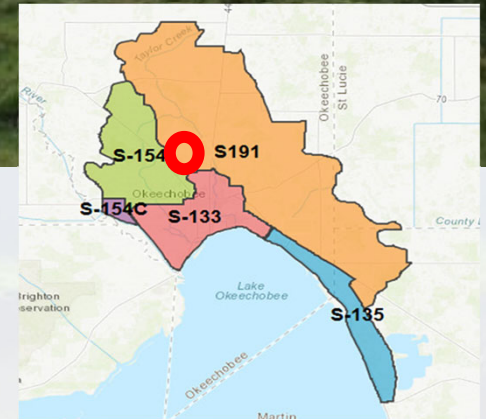 Taylor Creek
Okeechobee
St Lucie
River
70
S-154
S191
Okeechobee
S-154C
S-133
County
Lake
Okeechobee
Brighton
servation
S-135
Okeechobee
Martin